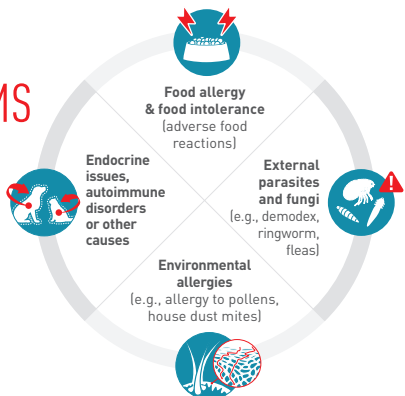 MS
Food allergy
& food intolerance
(adverse food
reactions)
Endocrine
issues,
autoimmune
disorders
or other
causes
External
parasites
and fungi
(e.g., demodex,
ringworm,
fleas)
Environmental
allergies
(e.g., allergy to pollens,
house dust mites)